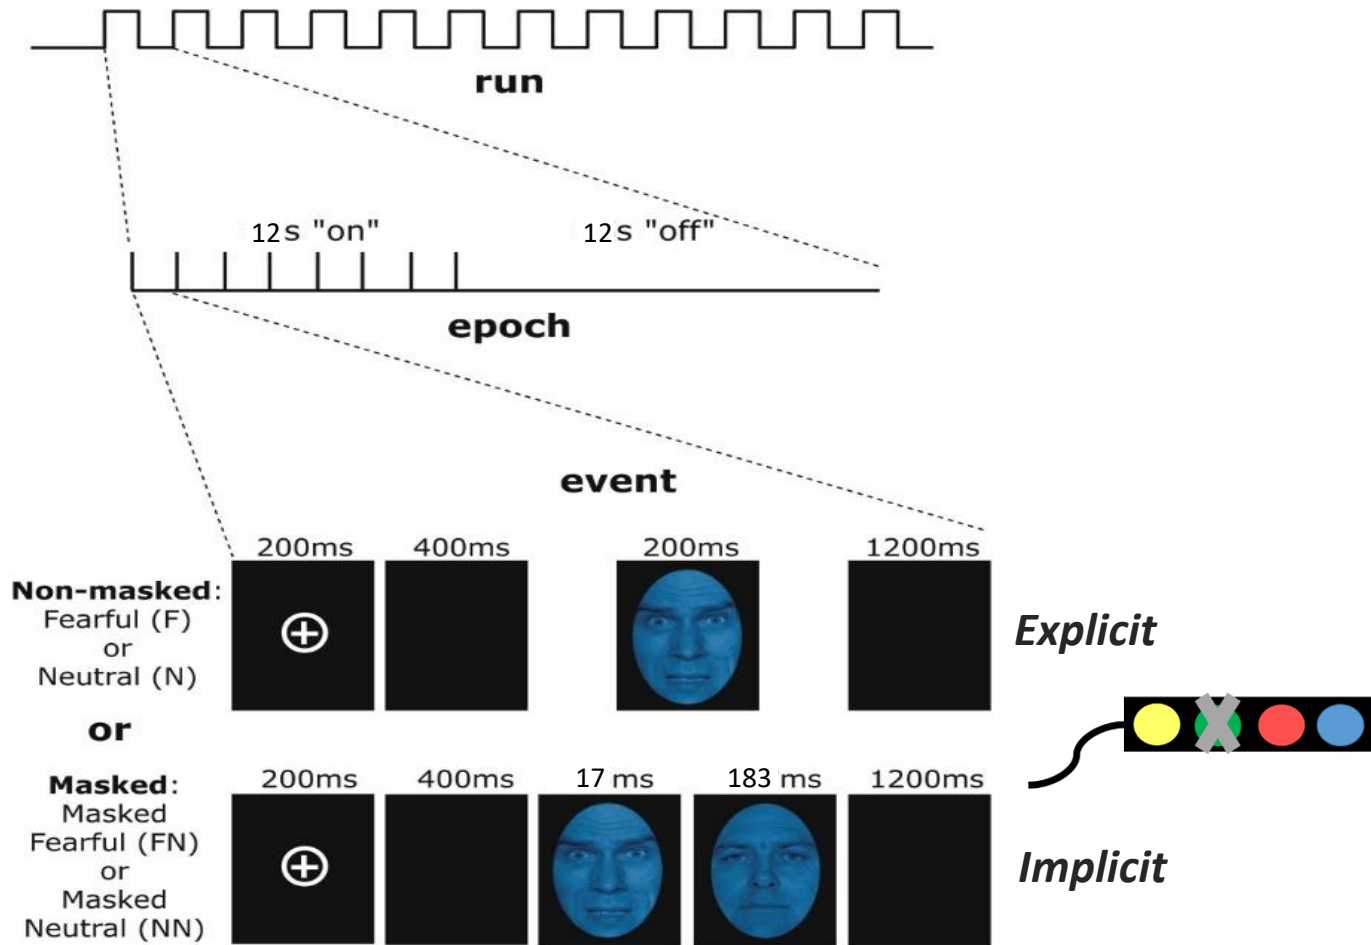 run
12s "on"
12s "off"
epoch
event
200ms
400ms
200ms
1200ms
Non-masked:
Fearful (F)
or
Neutral (N)
Explicit
or
Masked:
Masked
Fearful (FN)
or
Masked
Neutral (NN)
200ms
400ms
17 ms
183 ms
1200ms
Implicit